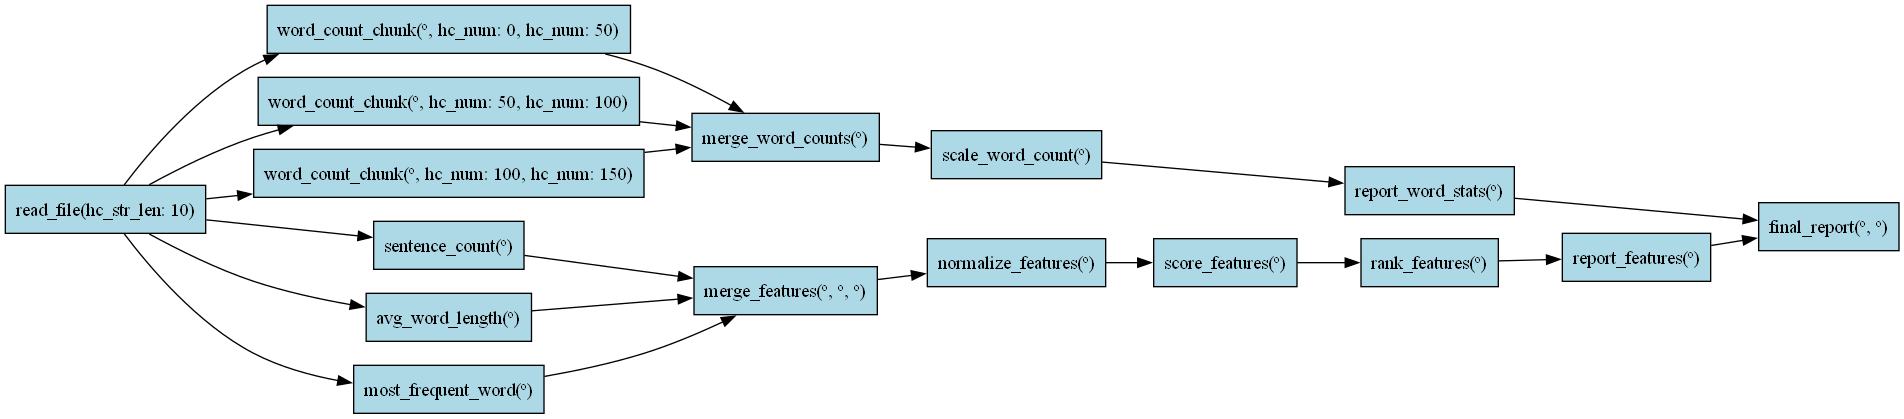 word_count_chunk(°, hc_num: 0, hc_num: 50)
word_count_chunk(°, hc_num: 50, hc_num: 100)
word_count_chunk(°, hc_num: 100, hc_num: 150)
read_file(hc_str_len: 10)
sentence_count(°)
avg_word_length(°)
most_frequent_word(°)
merge_word_counts(°)
merge_features(°, °, °)
scale_word_count(°)
normalize_features(°)
score_features(°)
report_word_stats(°)
rank_features(°)
report_features(°)
final_report(°, °)